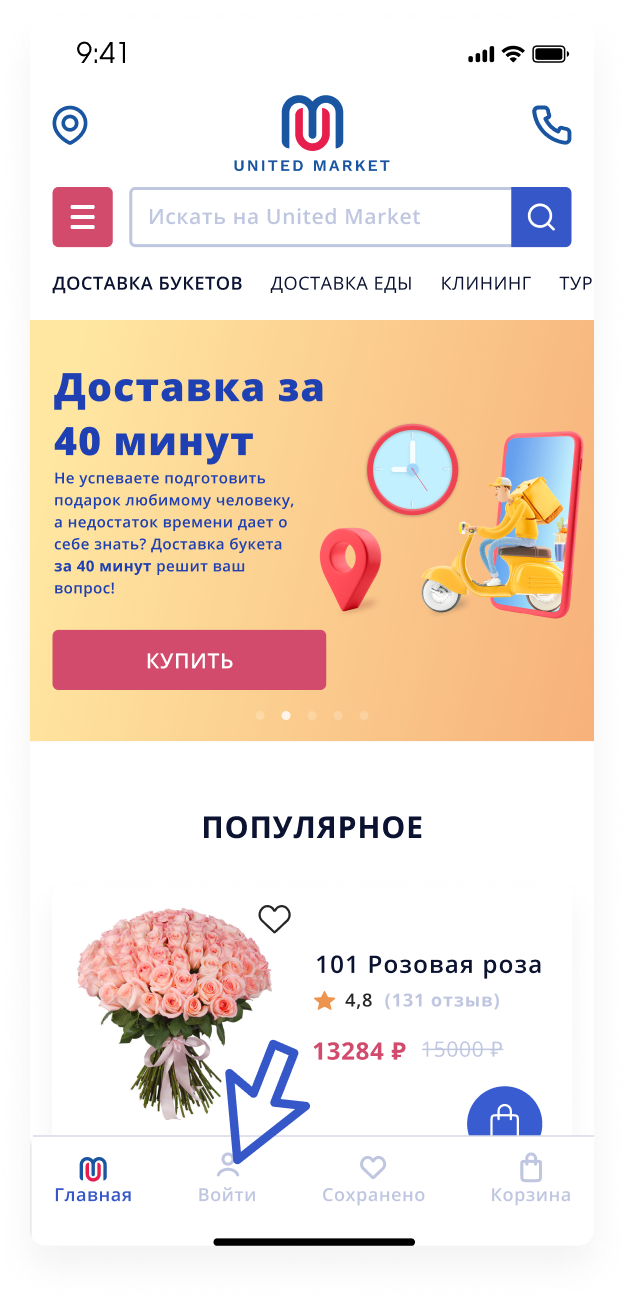 9:41
UNITED MARKET
Искать на United Market
ДОСТАВКА БУКЕТОВ ДОСТАВКА ЕДЫ КЛИНИНГ ТУР
Доставка за
40 минут
Не успеваете подготовить
подарок любимому человеку,
а недостаток времени дает о
себе знать? Доставка букета
за 40 минут решит ваш
вопрос!
КУПИТЬ
ПОПУЛЯРНОЕ
101 Розовая роза
4,8 (131 отзыв)
13284 ₽ 15000 ₽
Главная Войти Сохранено Корзина